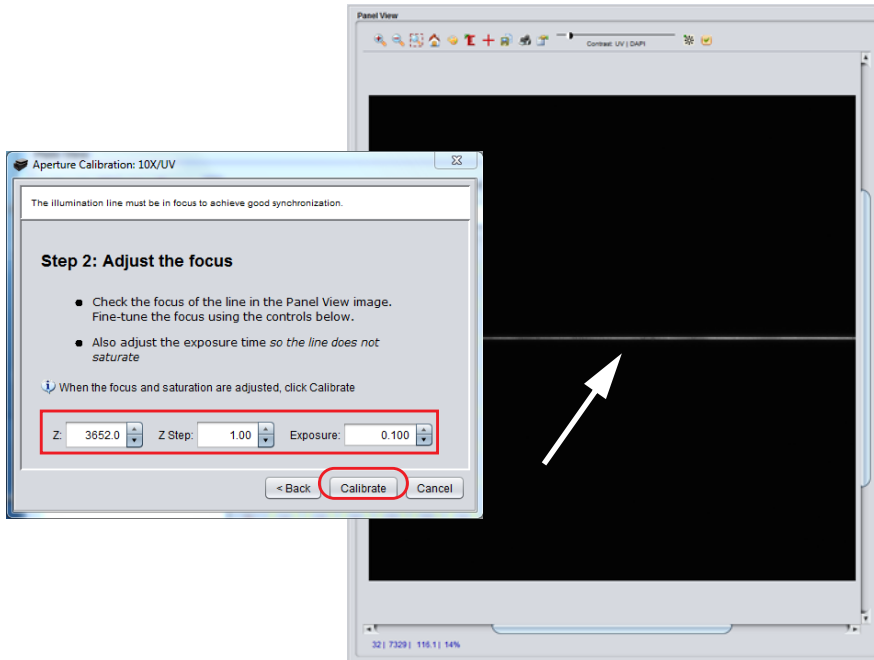 Panel View
Contrast: UV | DAPI
Aperture Calibration: 10X/UV
The illumination line must be in focus to achieve good synchronization.
Step 2: Adjust the focus
Check the focus of the line in the Panel View image.
Fine-tune the focus using the controls below.
Also adjust the exposure time so the line does not
saturate
When the focus and saturation are adjusted, click Calibrate
Z: 3652.0 Z Step: 1.00 Exposure: 0.100
< Back Calibrate Cancel
32 | 7329 | 116.1 | 14%